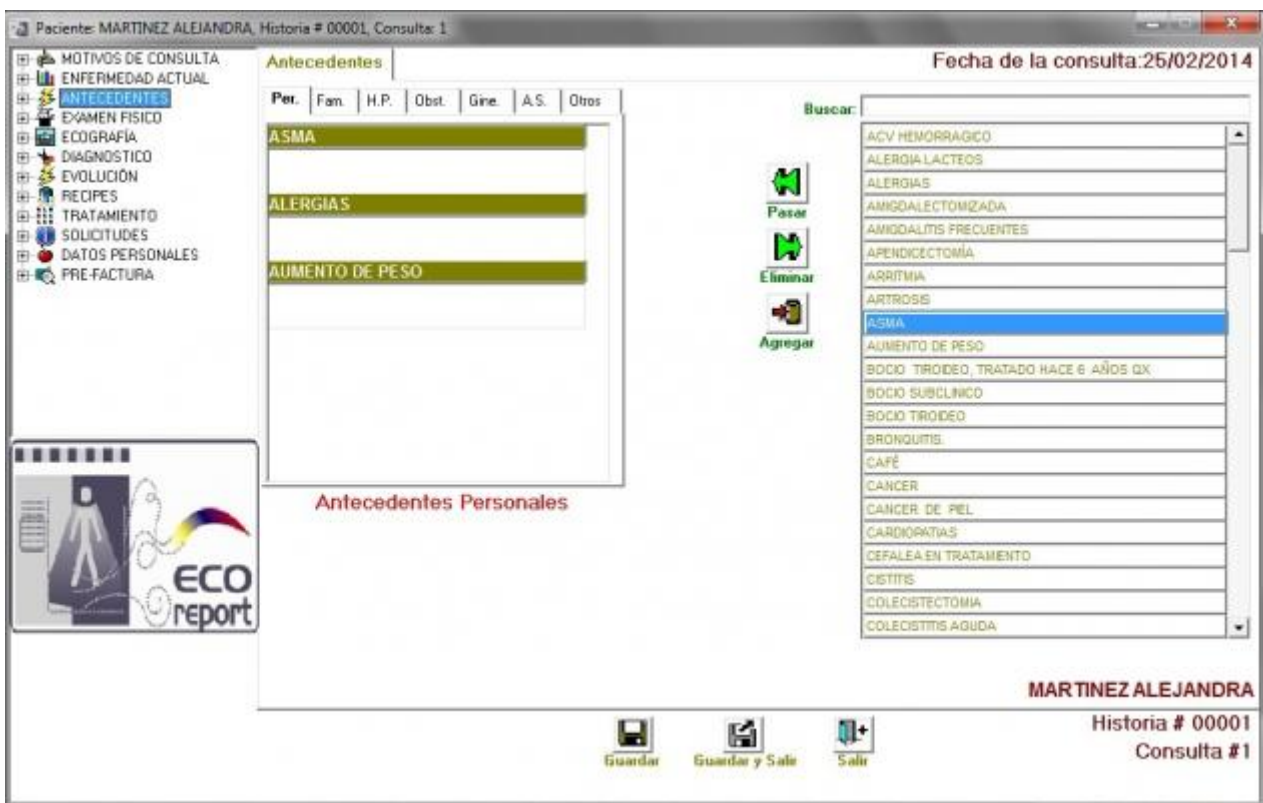 Paciente: MARTINEZ ALEJANDRA, Historia # 00001, Consulta: 1
MOTIVOS DE CONSULTA
ENFERMEDAD ACTUAL
ANTECEDENTES
EXAMEN FISICO
ECOGRAFÍA
DIAGNOSTICO
EVOLUCIÓN
RECIPES
TRATAMIENTO
SOLICITUDES
DATOS PERSONALES
PRE-FACTURA
ECO
report
Antecedentes
Fecha de la consulta:25/02/2014
Per. Fam. H.P. Obst. Gine. A.S. Otros
ASMA
ALERGIAS
AUMENTO DE PESO
Antecedentes Personales
Pasar
Eliminar
Agregar
Buscar:
ACV HEMORRAGICO
ALERGIA LACTEOS
ALERGIAS
AMIGDALECTOMIZADA
AMIGDALITIS FRECUENTES
APENDICECTOMÍA
ARRITMIA
ARTROSIS
ASMA
AUMENTO DE PESO
BOCIO TIROIDEO, TRATADO HACE 6 AÑOS QX
BOCIO SUBCLINICO
BOCIO TIROIDEO
BRONQUITIS.
CAFÉ
CANCER
CANCER DE PIEL
CARDIOPATIAS
CEFALEA EN TRATAMIENTO
CISTITIS
COLECISTECTOMIA
COLECISTITIS AGUDA
MARTINEZ ALEJANDRA
Historia # 00001
Consulta #1
Guardar
Guardar y Salir
Salir